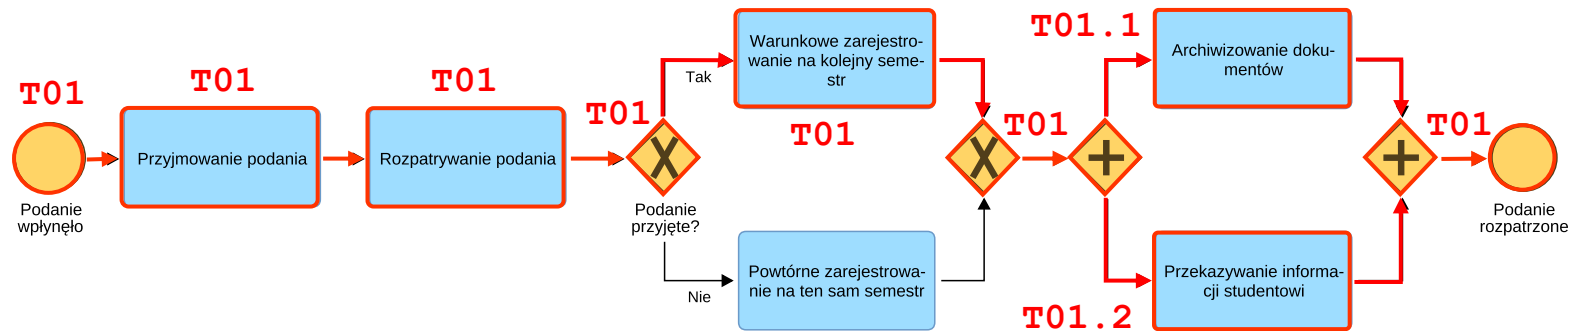 T01
Podanie
wpłynęło
T01
Przyjmowanie podania
T01
Rozpatrywanie podania
T01
Podanie
przyjęte?
Tak
Nie
Warunkowe zarejestro-
wanie na kolejny seme-
str
T01
Powtórne zarejestrowa-
nie na ten sam semestr
T01
T01.1
Archiwizowanie doku-
mentów
T01.2
Przekazywanie informa-
cji studentowi
T01
Podanie
rozpatrzone